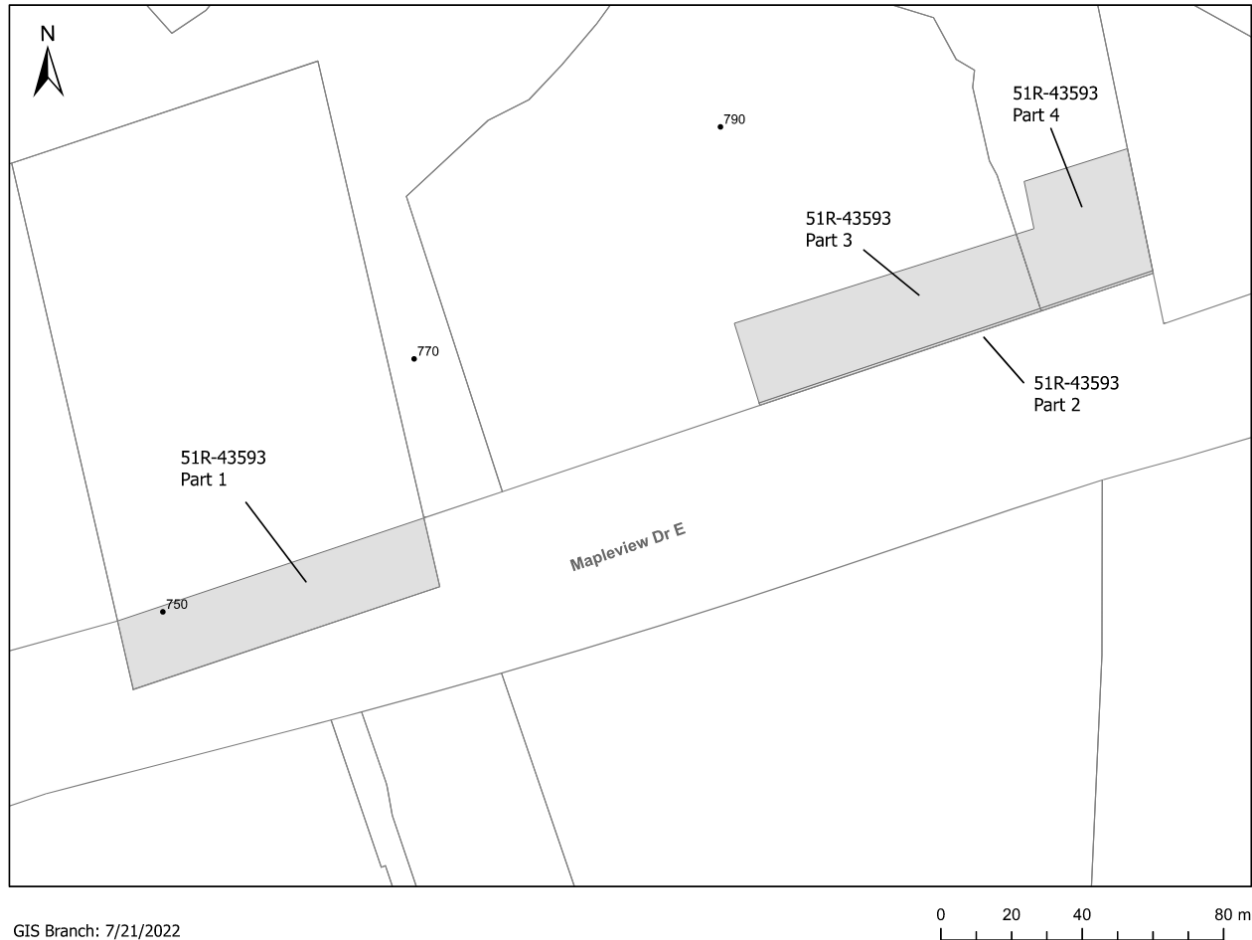 N
51R-43593
Part 4
790
51R-43593
Part 3
770
51R-43593
Part 2
51R-43593
Part 1
Mapleview Dr E
750
GIS Branch: 7/21/2022
0 20 40 80 m